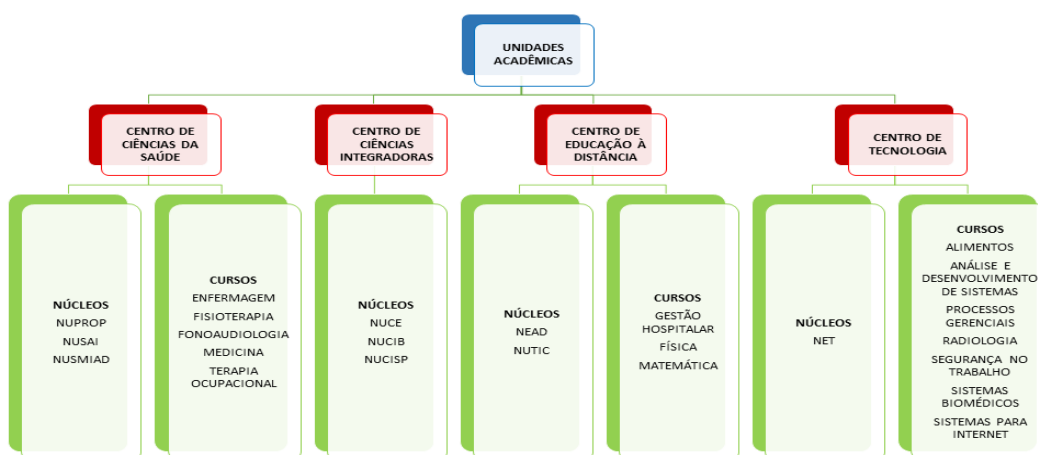 UNIDADES
ACADÊMICAS
CENTRO DE
CIÊNCIAS DA
SAÚDE
CENTRO DE
CIÊNCIAS
INTEGRADORAS
CENTRO DE
EDUCAÇÃO À
DISTÂNCIA
CENTRO DE
TECNOLOGIA
NÚCLEOS
NUPROP
NUSAI
NUSMIAD
CURSOS
ENFERMAGEM
FISIOTERAPIA
FONOAUDIOLOGIA
MEDICINA
TERAPIA
OCUPACIONAL
NÚCLEOS
NUCE
NUCIB
NUCISP
NÚCLEOS
NEAD
NUTIC
CURSOS
GESTÃO
HOSPITALAR
FÍSICA
MATEMÁTICA
NÚCLEOS
NET
CURSOS
ALIMENTOS
ANÁLISE E
DESENVOLVIMENTO
DE SISTEMAS
PROCESSOS
GERENCIAIS
RADIOLOGIA
SEGURANÇA NO
TRABALHO
SISTEMAS
BIOMÉDICOS
SISTEMAS PARA
INTERNET